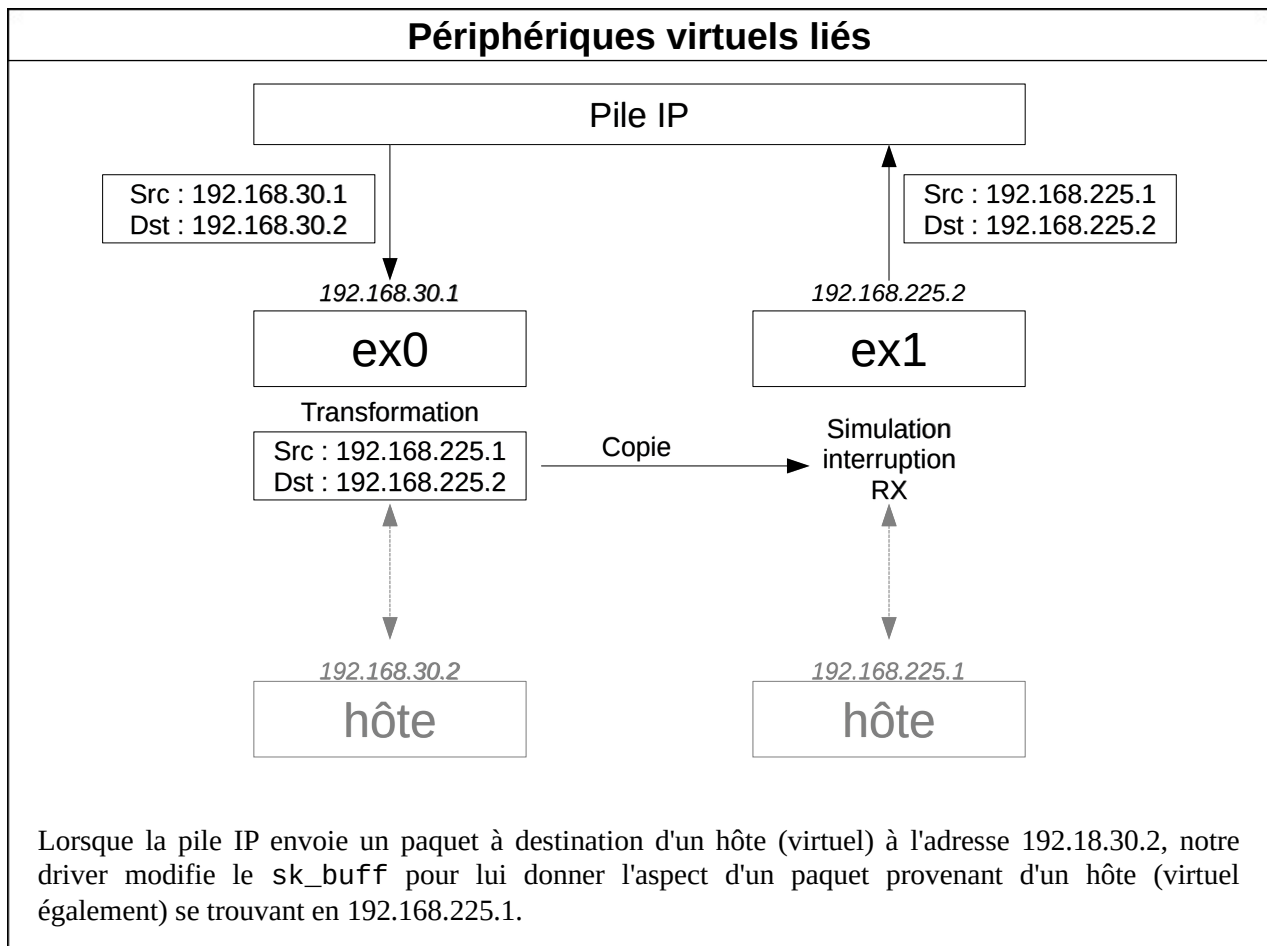 Périphériques virtuels liés
Pile IP
Src : 192.168.30.1
Dst : 192.168.30.2
Src : 192.168.225.1
Dst : 192.168.225.2
192.168.30.1
192.168.225.2
ex0
ex1
Transformation
Src : 192.168.225.1
Dst : 192.168.225.2
Copie
Simulation
interruption
RX
192.168.30.2
192.168.225.1
hôte
hôte
Lorsque la pile IP envoie un paquet à destination d'un hôte (virtuel) à l'adresse 192.18.30.2, notre
driver modifie le sk_buff pour lui donner l'aspect d'un paquet provenant d'un hôte (virtuel
également) se trouvant en 192.168.225.1.